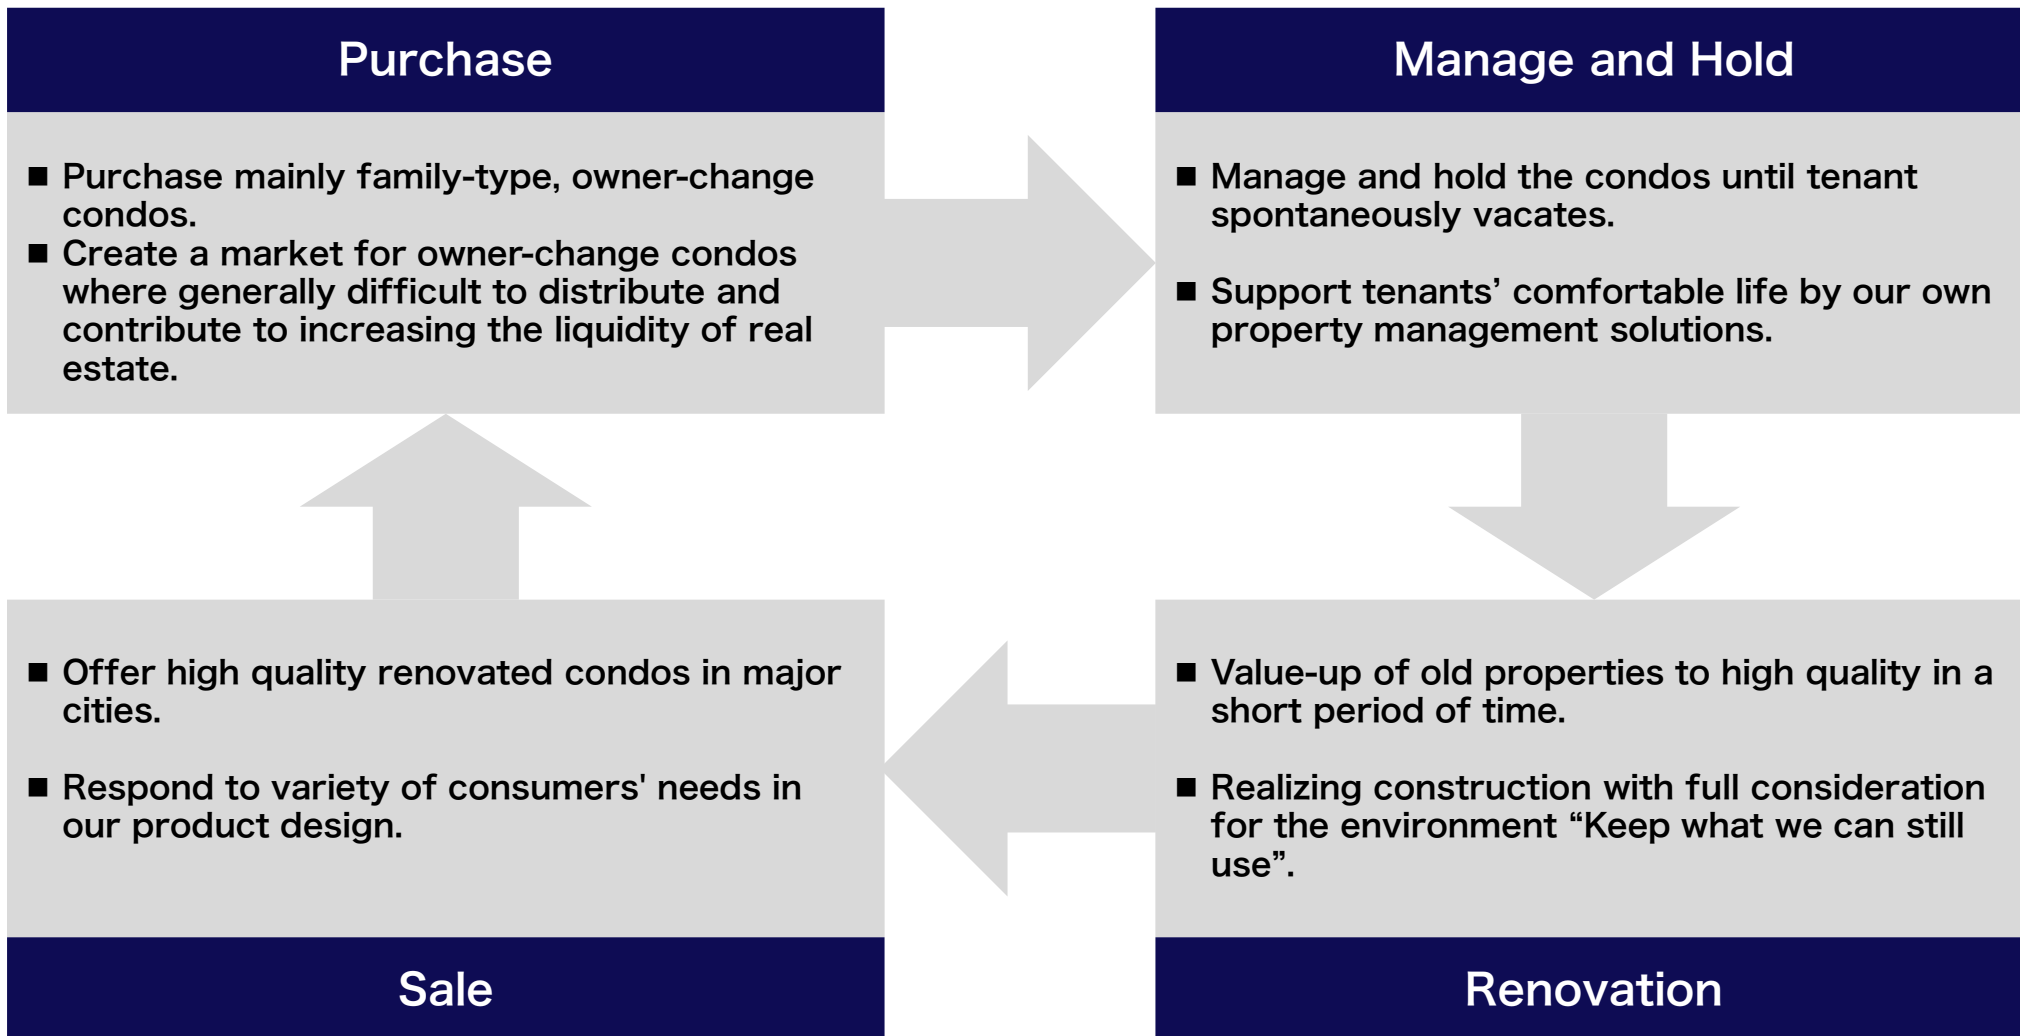 Purchase
■ Purchase mainly family-type, owner-change
condos.
■ Create a market for owner-change condos
where generally difficult to distribute and
contribute to increasing the liquidity of real
estate.
Manage and Hold
■ Manage and hold the condos until tenant
spontaneously vacates.
■ Support tenants’ comfortable life by our own
property management solutions.
■ Offer high quality renovated condos in major
cities.
■ Respond to variety of consumers' needs in
our product design.
Sale
■ Value-up of old properties to high quality in a
short period of time.
■ Realizing construction with full consideration
for the environment “Keep what we can still
use”.
Renovation